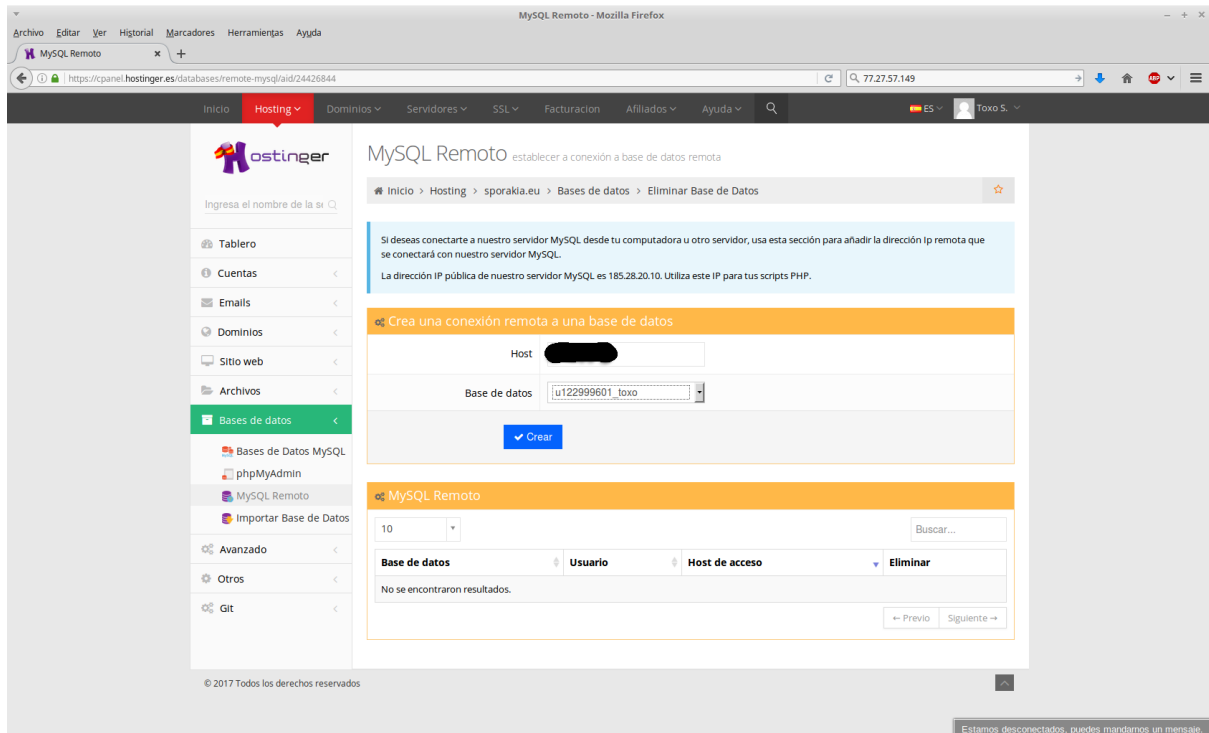 MySQL Remoto - Mozilla Firefox
Archivo Editar Ver Historial Marcadores Herramientas Ayuda
MySQL Remoto
https://cpanel.hostinger.es/databases/remote-mysql/aid/24426844
77.27.57.149
ABP
Inicio Hosting Dominios Servidores SSL Facturacion Afiliados Ayuda ES Toxo S.
Hostinger
MySQL Remoto establecer a conexión a base de datos remota
Inicio > Hosting > sporakia.eu > Bases de datos > Eliminar Base de Datos
Ingresa el nombre de la
Si deseas conectarte a nuestro servidor MySQL desde tu computadora u otro servidor, usa esta sección para añadir la dirección Ip remota que
se conectará con nuestro servidor MySQL.
La dirección IP pública de nuestro servidor MySQL es 185.28.20.10. Utiliza este IP para tus scripts PHP.
Tablero
Cuentas
Emails
Dominios
Sitio web
Archivos
Bases de datos
Bases de Datos MySQL
phpMyAdmin
MySQL Remoto
Importar Base de Datos
Avanzado
Otros
Git
Crea una conexión remota a una base de datos
Host
Base de datos u122999601_toxo
Crear
MySQL Remoto
10 Buscar...
Base de datos Usuario Host de acceso Eliminar
No se encontraron resultados.
← Previo Siguiente →
© 2017 Todos los derechos reservados
Estamos desconectados, puedes mandarnos un mensaje.